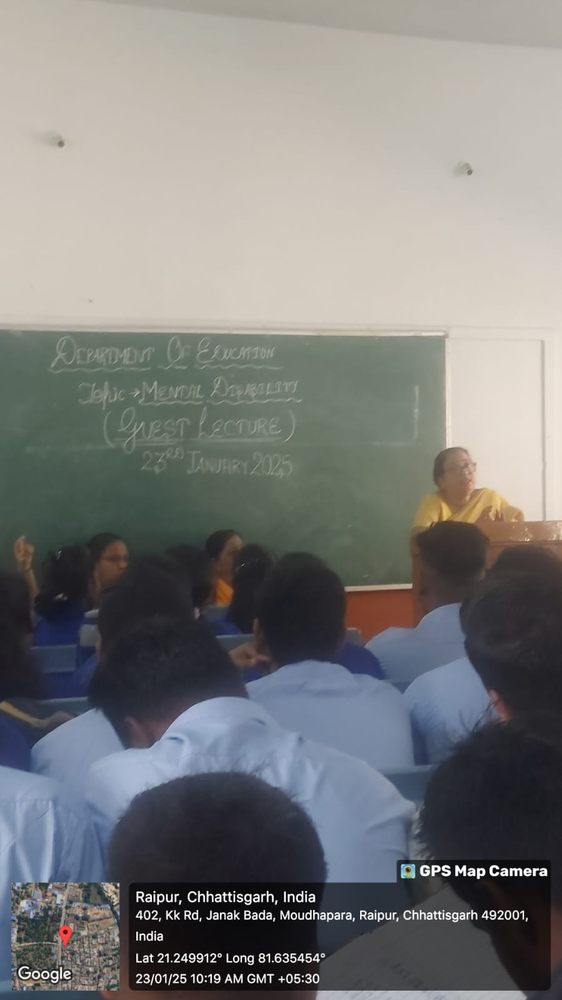 DEPARTMENT OF EDUCATION
Topic → MENTAL DISABILITY
(GUEST LECTURE)
23RD JANUARY 2025
GPS Map Camera
Raipur, Chhattisgarh, India
402, Kk Rd, Janak Bada, Moudhapara, Raipur, Chhattisgarh 492001,
India
Lat 21.249912° Long 81.635454°
23/01/25 10:19 AM GMT +05:30
Google